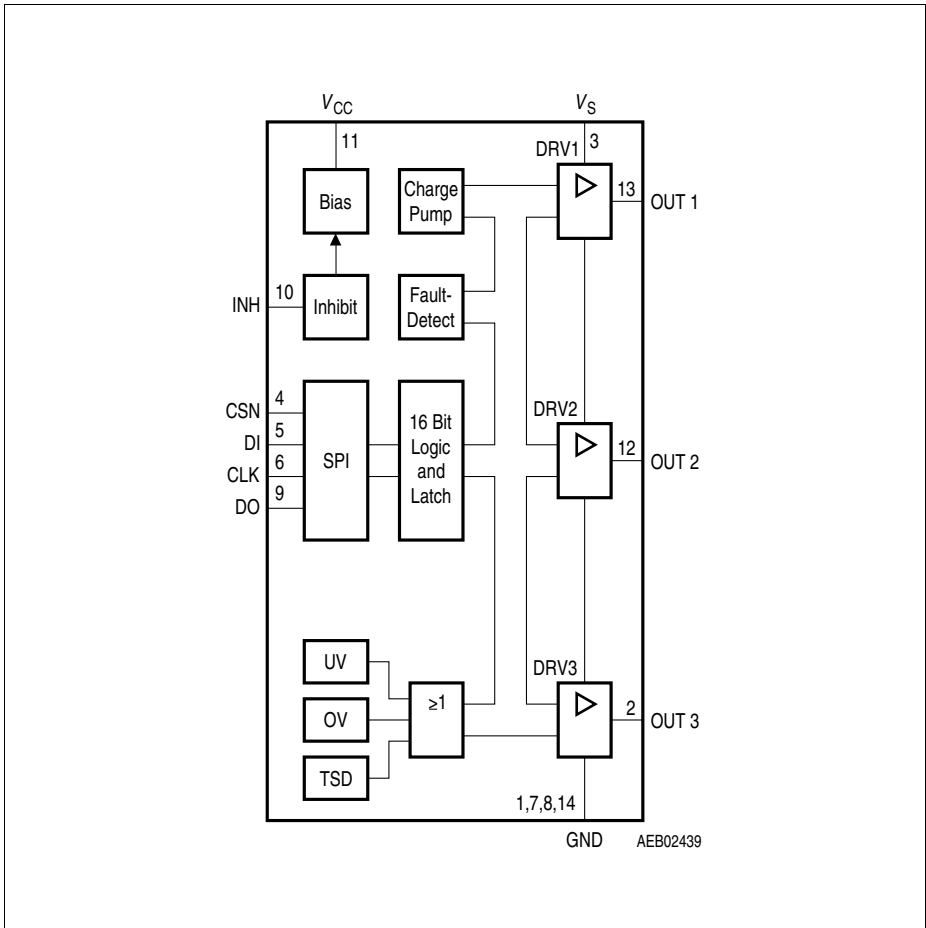 VCC
VS
11
3
DRV1
Bias
Charge
Pump
13
OUT 1
INH
10
Inhibit
Fault-
Detect
CSN
4
DI
5
CLK
6
DO
9
SPI
16 Bit
Logic
and
Latch
DRV2
12
OUT 2
UV
OV
TSD
≥1
DRV3
2
OUT 3
1,7,8,14
GND
AEB02439